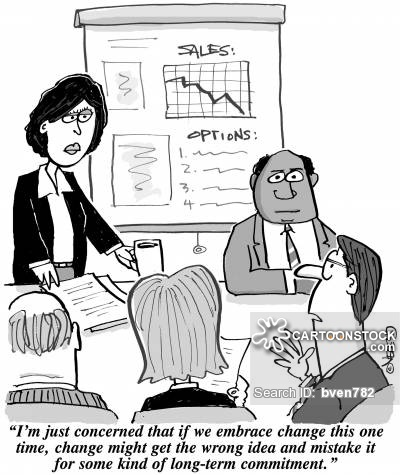 SALES:
OPTIONS:
1.
2.
3.
4
CARTOONSTOCK
.com
Search ID: bven782
“I’m just concerned that if we embrace change this one
time, change might get the wrong idea and mistake it
for some kind of long-term commitment.”